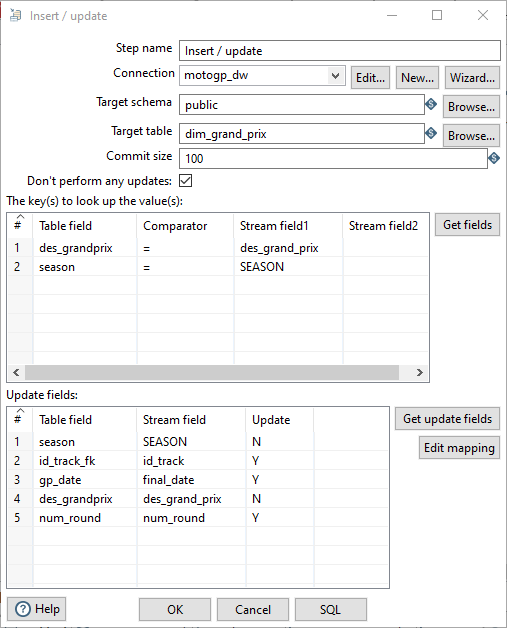 Insert / update
Step name Insert / update
Connection motogp_dw Edit... New... Wizard...
Target schema public Browse...
Target table dim_grand_prix Browse...
Commit size 100
Don't perform any updates:
The key(s) to look up the value(s):
# Table field Comparator Stream field1 Stream field2 Get fields
1 des_grandprix = des_grand_prix
2 season = SEASON
Update fields:
# Table field Stream field Update Get update fields
1 season SEASON N Edit mapping
2 id_track_fk id_track Y
3 gp_date final_date Y
4 des_grandprix des_grand_prix N
5 num_round num_round Y
Help OK Cancel SQL